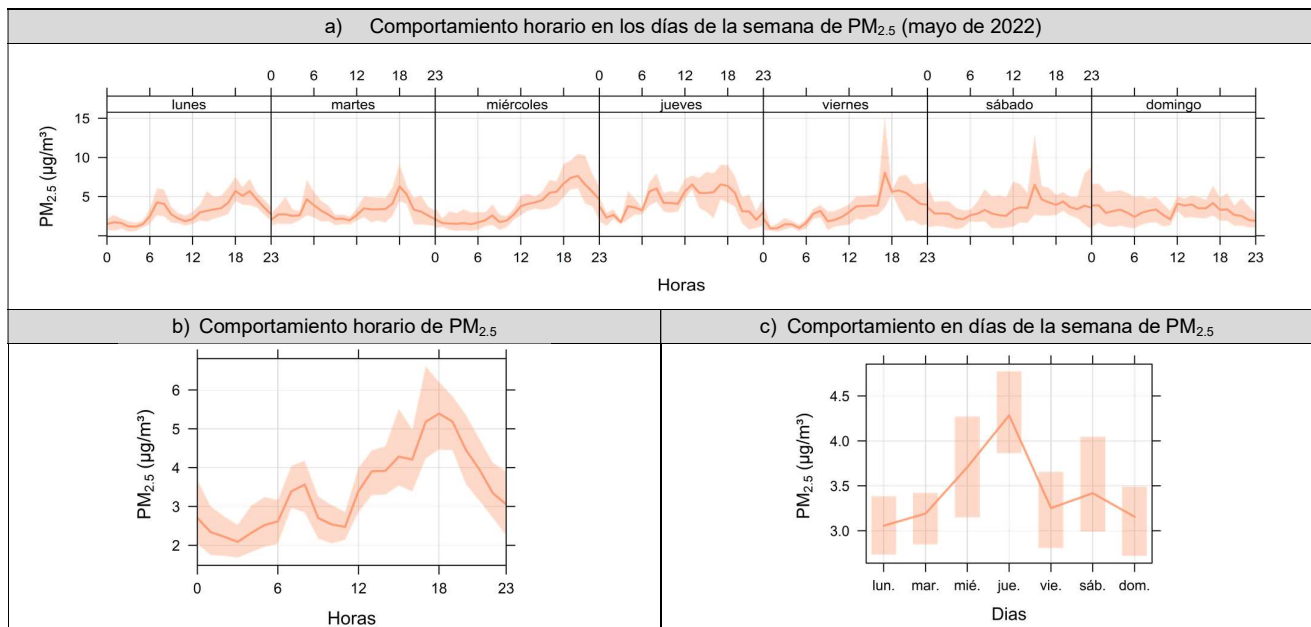 a) Comportamiento horario en los días de la semana de PM2.5 (mayo de 2022)
0 6 12 18 23 0 6 12 18 23 0 6 12 18 23
lunes martes miércoles jueves viernes sábado domingo
PM2.5 (µg/m³)
15
10
5
0 6 12 18 23 0 6 12 18 23 0 6 12 18 23 0 6 12 18 23
Horas
b) Comportamiento horario de PM2.5
c) Comportamiento en días de la semana de PM2.5
PM2.5 (µg/m³)
6
5
4
3
2
0 6 12 18 23
Horas
PM2.5 (µg/m³)
4.5
4.0
3.5
3.0
lun. mar. mié. jue. vie. sáb. dom.
Dias